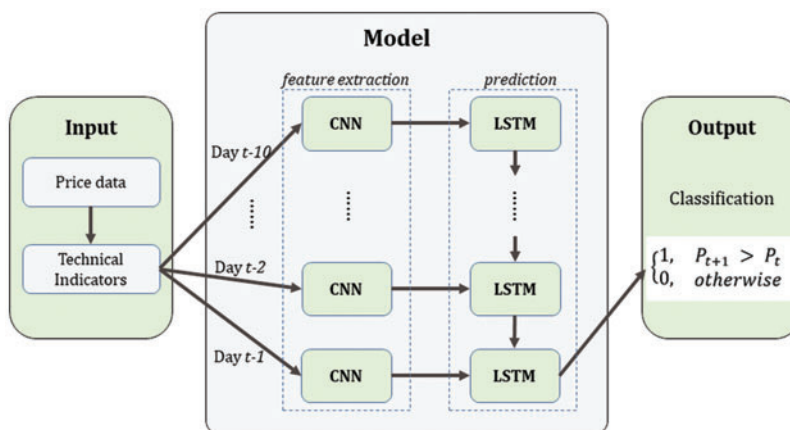 Model
feature extraction
prediction
Input
Price data
Technical
Indicators
Day t-10
......
Day t-2
Day t-1
CNN
......
CNN
CNN
LSTM
......
LSTM
LSTM
Output
Classification
{1, P_{t+1} > P_t
0, otherwise